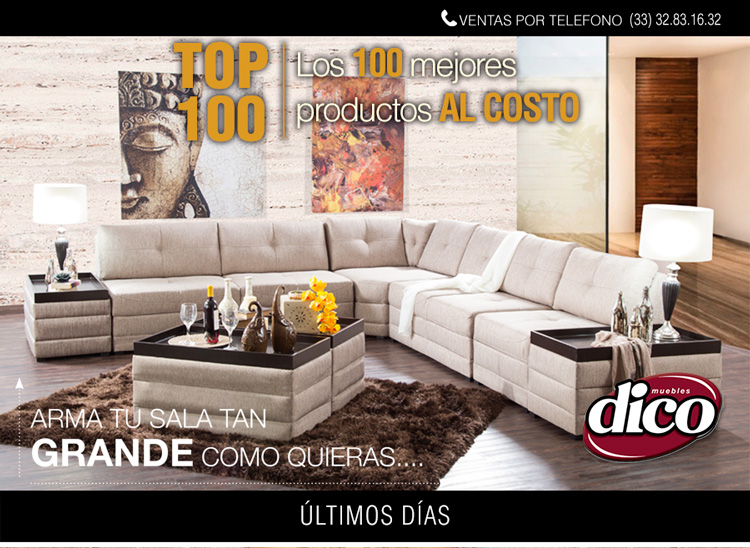 VENTAS POR TELEFONO (33) 32.83.16.32
TOP
100
Los 100 mejores
productos AL COSTO
ARMA TU SALA TAN
GRANDE COMO QUIERAS....
muebles
dico
ÚLTIMOS DÍAS